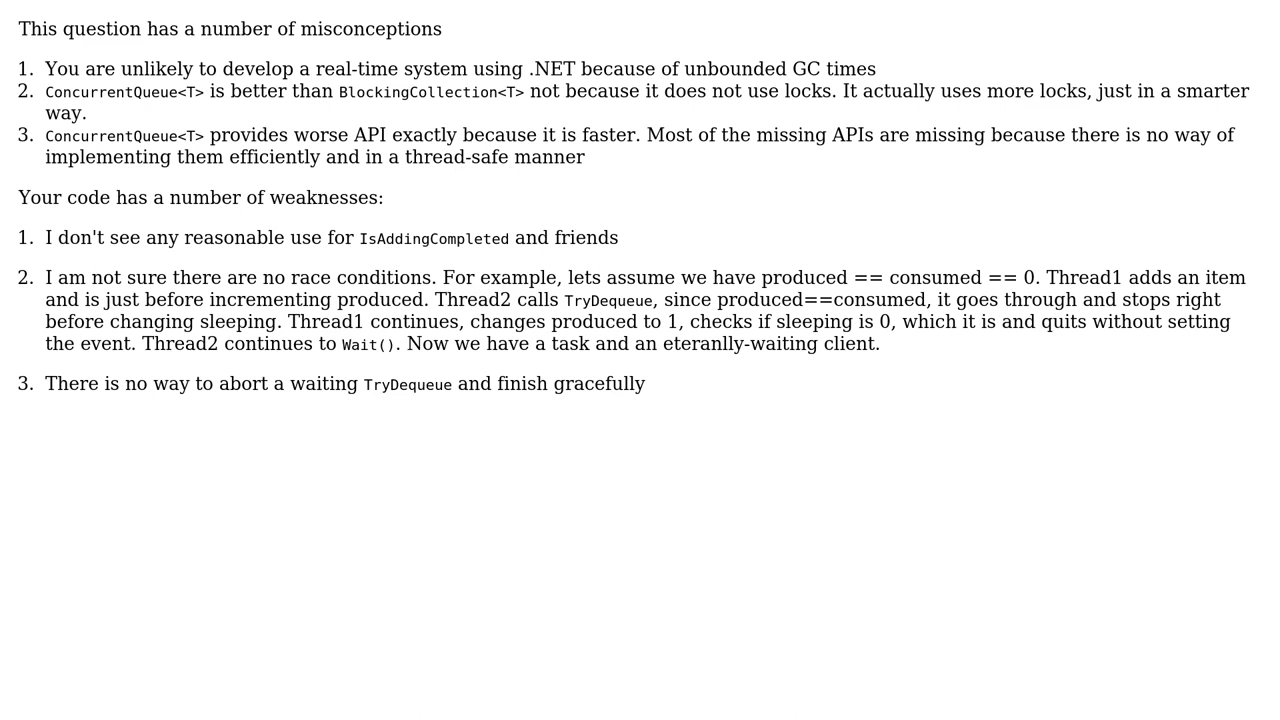 This question has a number of misconceptions
1. You are unlikely to develop a real-time system using .NET because of unbounded GC times
2. ConcurrentQueue<T> is better than BlockingCollection<T> not because it does not use locks. It actually uses more locks, just in a smarter
way.
3. ConcurrentQueue<T> provides worse API exactly because it is faster. Most of the missing APIs are missing because there is no way of
implementing them efficiently and in a thread-safe manner
Your code has a number of weaknesses:
1. I don't see any reasonable use for IsAddingCompleted and friends
2. I am not sure there are no race conditions. For example, lets assume we have produced == consumed == 0. Thread1 adds an item
and is just before incrementing produced. Thread2 calls TryDequeue, since produced==consumed, it goes through and stops right
before changing sleeping. Thread1 continues, changes produced to 1, checks if sleeping is 0, which it is and quits without setting
the event. Thread2 continues to Wait(). Now we have a task and an eteranlly-waiting client.
3. There is no way to abort a waiting TryDequeue and finish gracefully